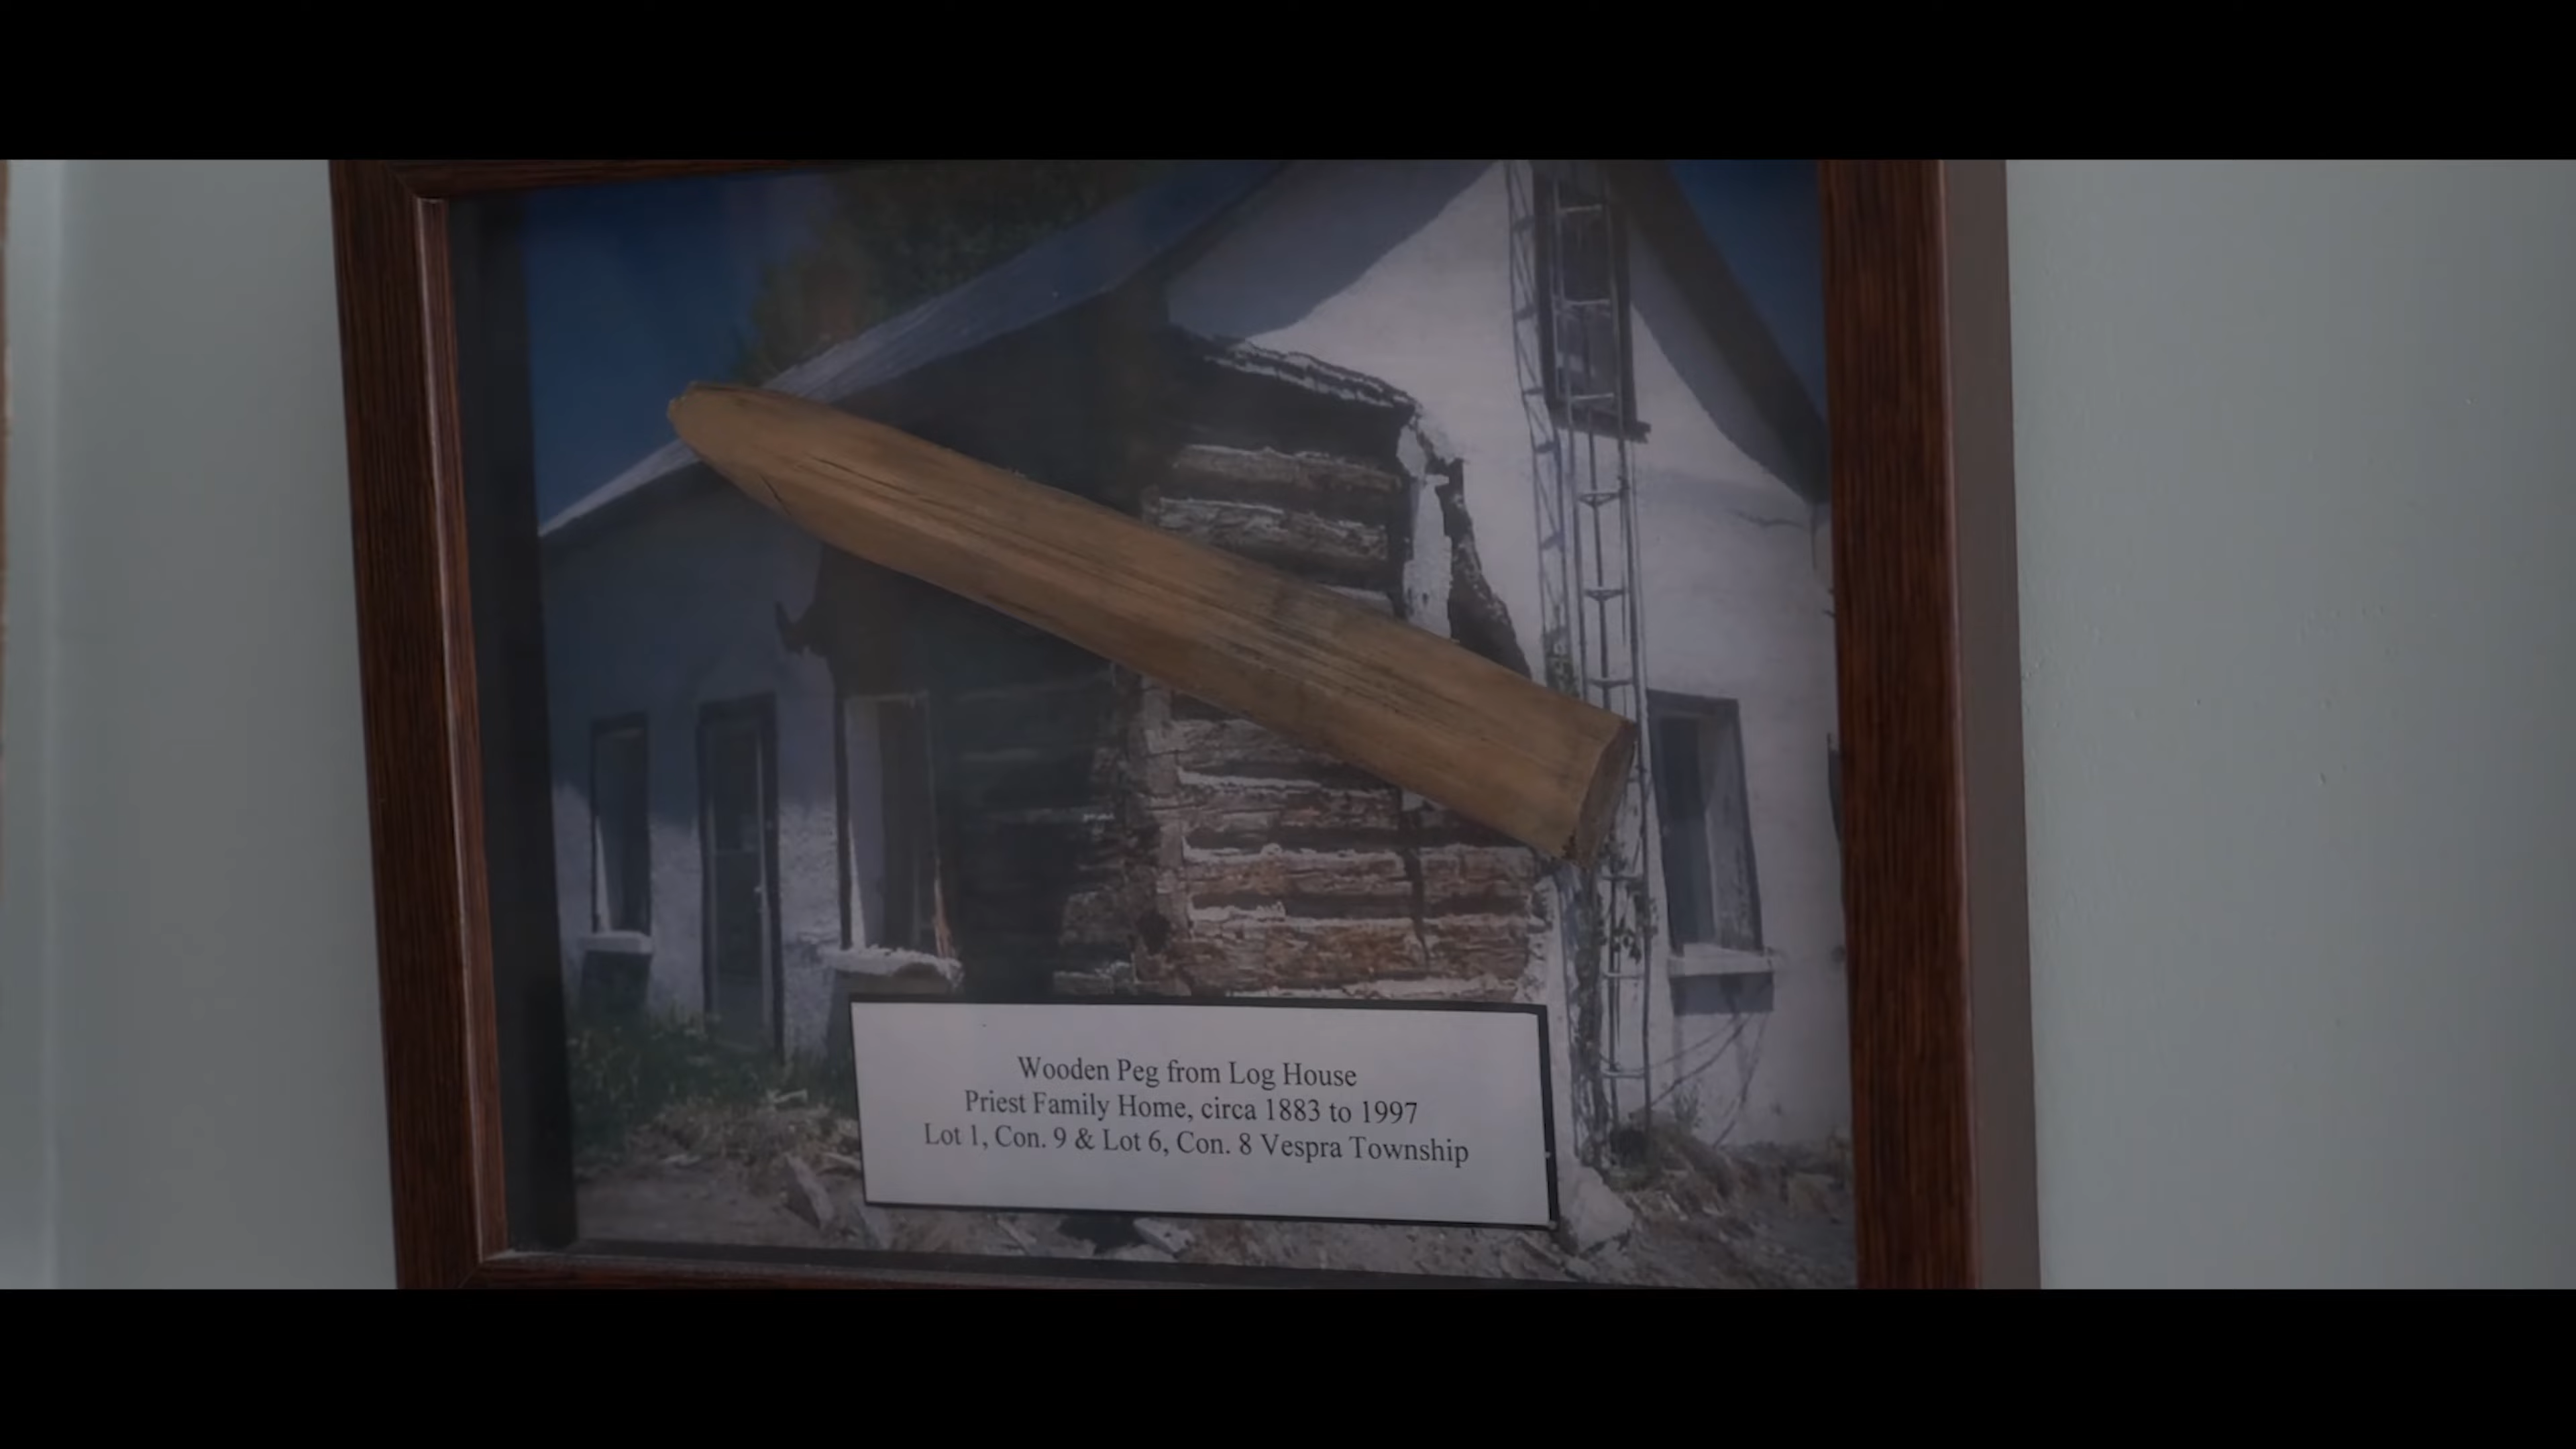 Wooden Peg from Log House
Priest Family Home, circa 1883 to 1997
Lot 1, Con. 9 & Lot 6, Con. 8 Vespra Township